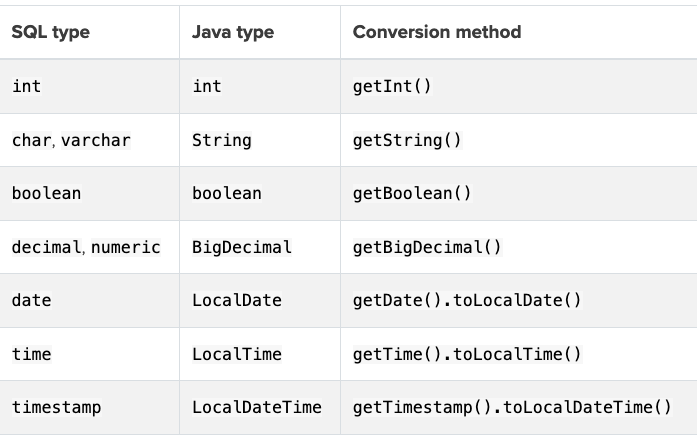 SQL type Java type Conversion method
int int getInt()
char, varchar String getString()
boolean boolean getBoolean()
decimal, numeric BigDecimal getBigDecimal()
date LocalDate getDate().toLocalDate()
time LocalTime getTime().toLocalTime()
timestamp LocalDateTime getTimestamp().toLocalDateTime()